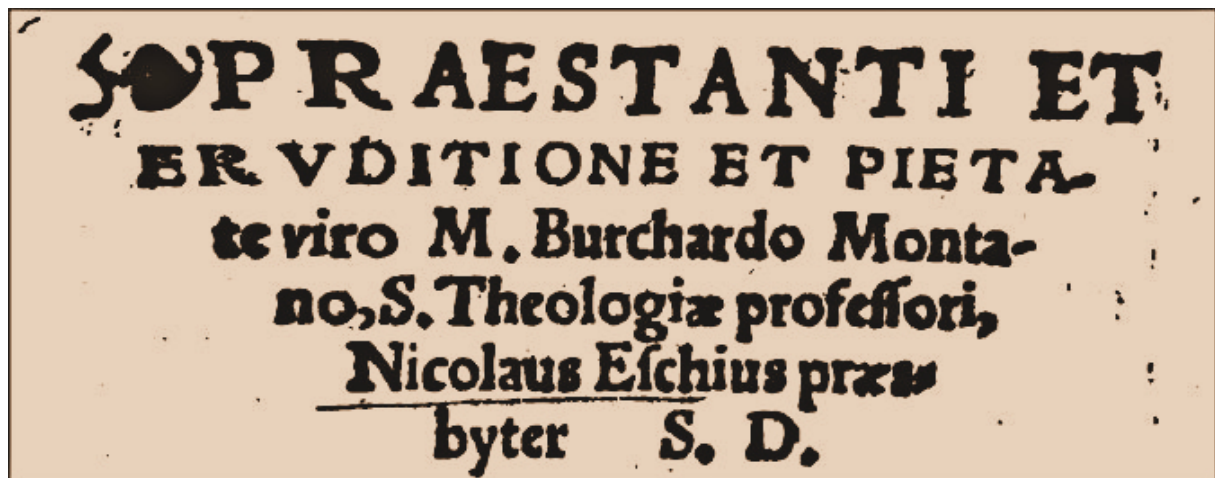 ❧PRAESTANTI ET
ERVDITIONE ET PIETA-
te viro M. Burchardo Monta-
no, S. Theologiæ profeſſori,
Nicolaus Eſchius præs-
byter S. D.